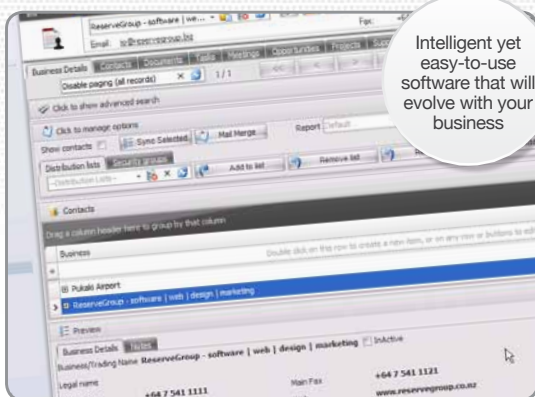 ReserveGroup - software | we...
Email:
Fax:
Business Details Contacts Documents Tasks Meetings Opportunities Projects
Disable paging (all records) 1 / 1
Click to show advanced search
Click to manage options
Show contacts Sync Selected Mail Merge Report Default
Distribution lists Security groups
--Distribution Lists-- Add to list Remove list
Contacts
Drag a column header here to group by that column
Business
Double click on this row to create a new item, or on any row or buttons to edit
Pukaki Airport
ReserveGroup - software | web | design | marketing
Preview
Business Details Notes
Business/Trading Name ReserveGroup - software | web | design | marketing InActive
Legal name
+64 7 541 1111 Main Fax +64 7 541 1121
www.reservegroup.co.nz
Intelligent yet
easy-to-use
software that will
evolve with your
business